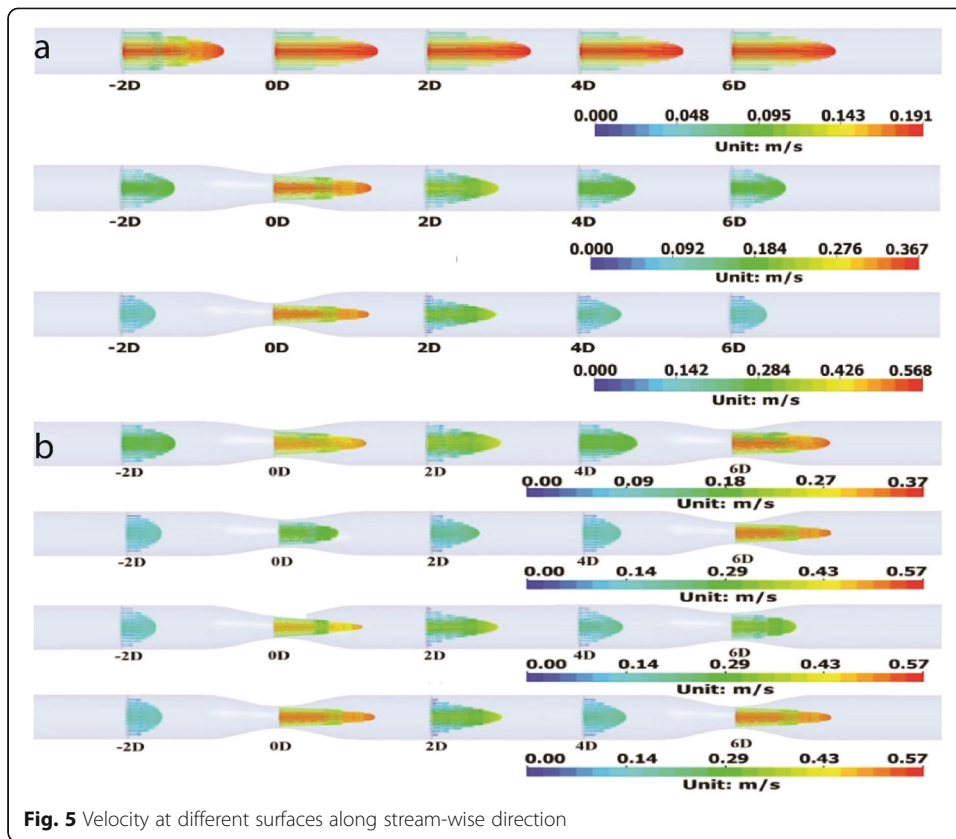 a
-2D 0D 2D 4D 6D
0.000 0.048 0.095 0.143 0.191
Unit: m/s
-2D 0D 2D 4D 6D
0.000 0.092 0.184 0.276 0.367
Unit: m/s
-2D 0D 2D 4D 6D
0.000 0.142 0.284 0.426 0.568
Unit: m/s
b
-2D 0D 2D 4D 6D
0.00 0.09 0.18 0.27 0.37
Unit: m/s
-2D 0D 2D 4D 6D
0.00 0.14 0.29 0.43 0.57
Unit: m/s
-2D 0D 2D 4D 6D
0.00 0.14 0.29 0.43 0.57
Unit: m/s
-2D 0D 2D 4D 6D
0.00 0.14 0.29 0.43 0.57
Unit: m/s
Fig. 5 Velocity at different surfaces along stream-wise direction